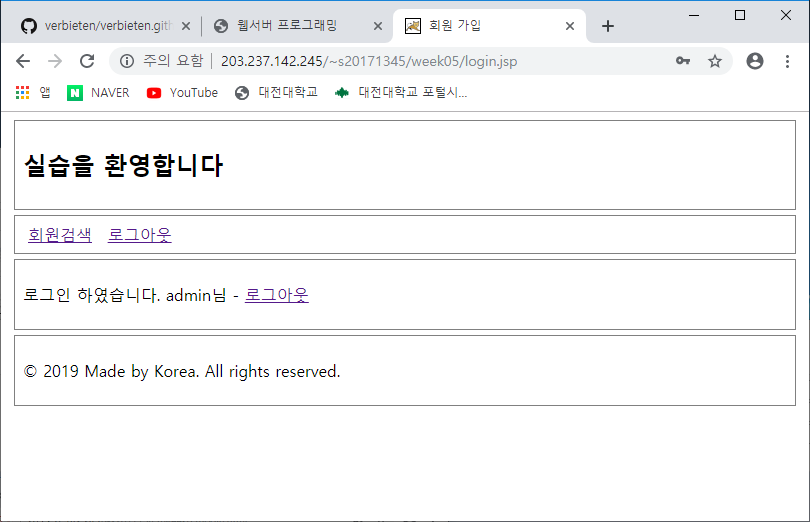 verbieten/verbieten.gith
웹서버 프로그래밍
회원 가입
주의 요함 | 203.237.142.245/~s20171345/week05/login.jsp
앱 NAVER YouTube 대전대학교 대전대학교 포털시...
실습을 환영합니다
회원검색 로그아웃
로그인 하였습니다. admin님 - 로그아웃
© 2019 Made by Korea. All rights reserved.